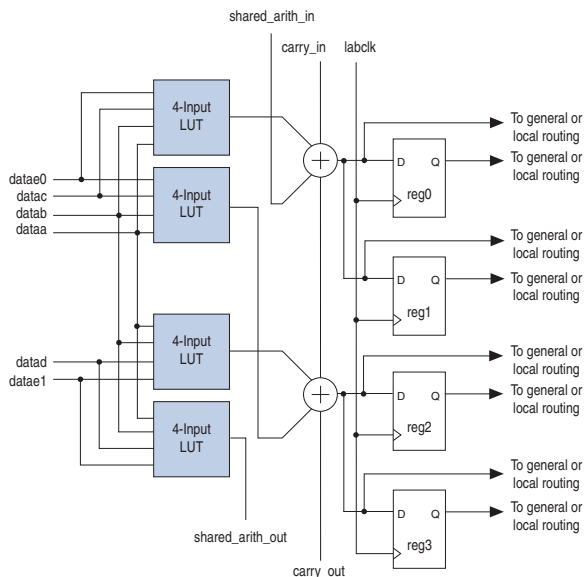 shared_arith_in
carry_in
labclk
4-Input
LUT
To general or
local routing
D
Q
To general or
local routing
reg0
datae0
datac
datab
dataa
4-Input
LUT
To general or
local routing
D
Q
To general or
local routing
reg1
4-Input
LUT
datad
datae1
To general or
local routing
D
Q
To general or
local routing
reg2
4-Input
LUT
To general or
local routing
D
Q
To general or
local routing
reg3
shared_arith_out
carry_out